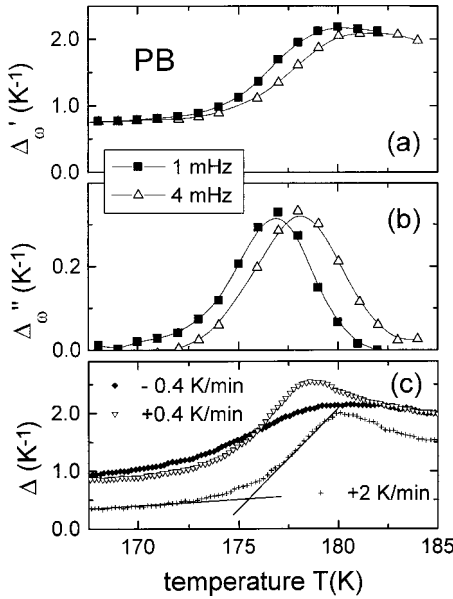 PB
Δω' (K-1)
2.0
1.0
0.0
(a)
1 mHz
4 mHz
Δω'' (K-1)
0.2
0.0
(b)
Δ (K-1)
2.0
1.0
0.0
(c)
- 0.4 K/min
+0.4 K/min
+2 K/min
170 175 180 185
temperature T(K)